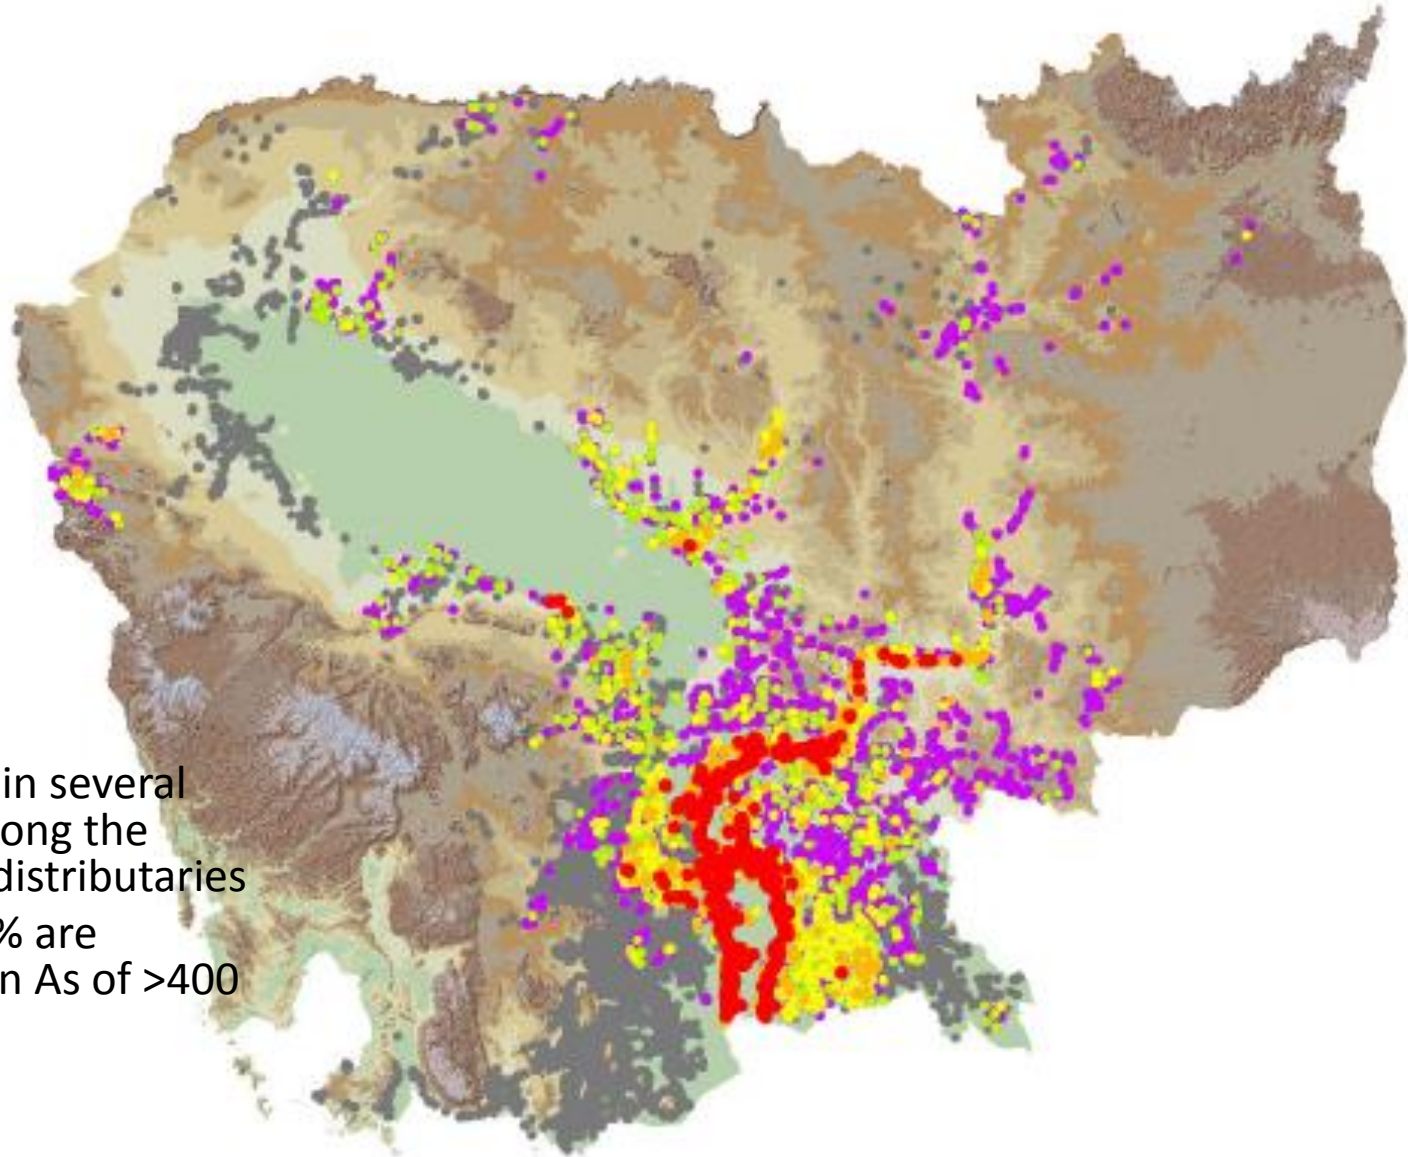 in several
ong the
distributaries
% are
n As of >400